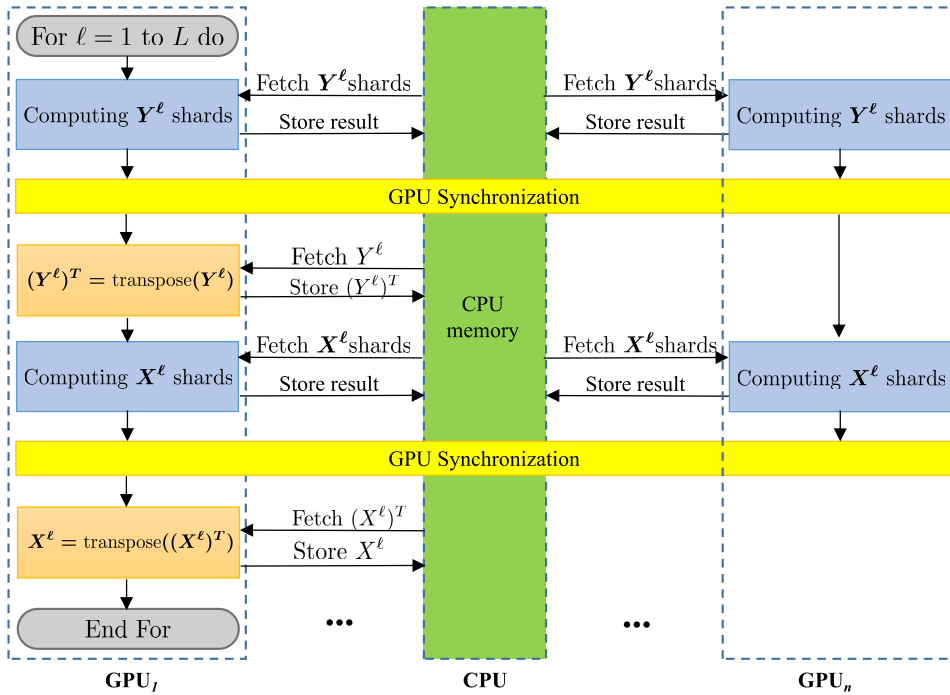 For ℓ = 1 to L do
Fetch Y^ℓ shards
Fetch Y^ℓ shards
Computing Y^ℓ shards
Computing Y^ℓ shards
Store result
Store result
GPU Synchronization
Fetch Y^ℓ
(Y^ℓ)^T = transpose(Y^ℓ)
Store (Y^ℓ)^T
CPU
memory
Fetch X^ℓ shards
Fetch X^ℓ shards
Computing X^ℓ shards
Computing X^ℓ shards
Store result
Store result
GPU Synchronization
Fetch (X^ℓ)^T
X^ℓ = transpose((X^ℓ)^T)
Store X^ℓ
End For
...
...
GPU_1
CPU
GPU_n